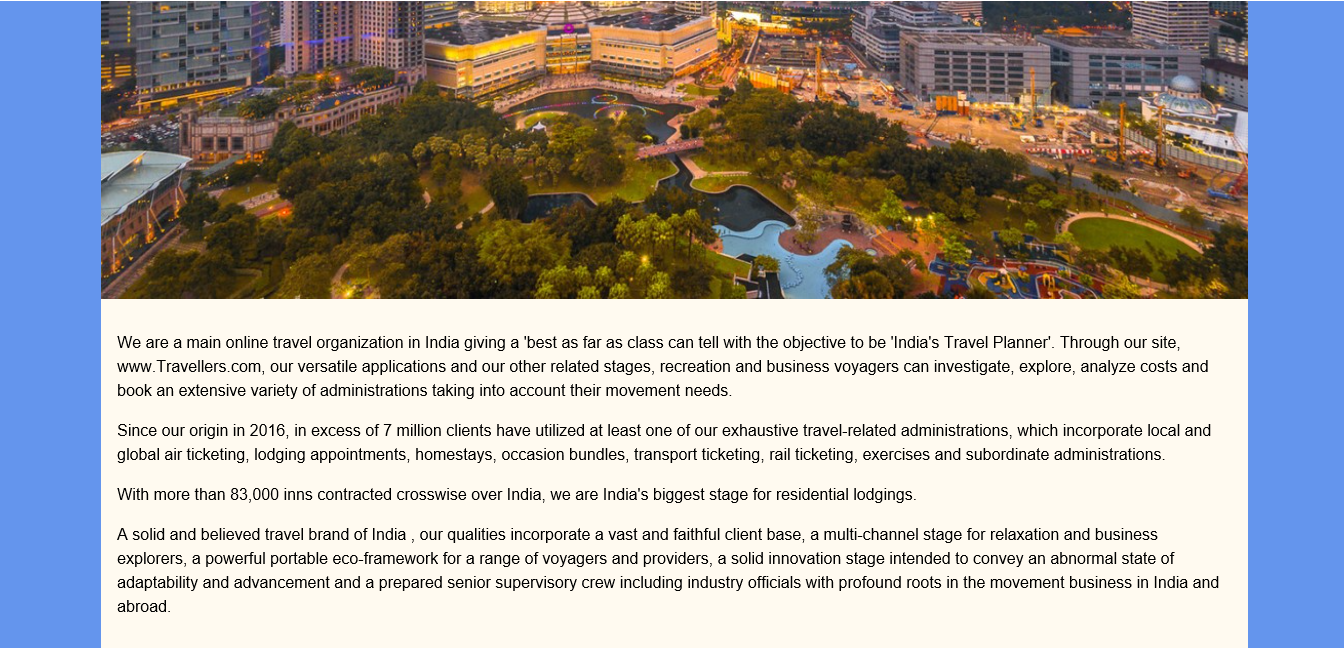 We are a main online travel organization in India giving a 'best as far as class can tell with the objective to be 'India's Travel Planner'. Through our site,
www.Travellers.com, our versatile applications and our other related stages, recreation and business voyagers can investigate, explore, analyze costs and
book an extensive variety of administrations taking into account their movement needs.
Since our origin in 2016, in excess of 7 million clients have utilized at least one of our exhaustive travel-related administrations, which incorporate local and
global air ticketing, lodging appointments, homestays, occasion bundles, transport ticketing, rail ticketing, exercises and subordinate administrations.
With more than 83,000 inns contracted crosswise over India, we are India's biggest stage for residential lodgings.
A solid and believed travel brand of India , our qualities incorporate a vast and faithful client base, a multi-channel stage for relaxation and business
explorers, a powerful portable eco-framework for a range of voyagers and providers, a solid innovation stage intended to convey an abnormal state of
adaptability and advancement and a prepared senior supervisory crew including industry officials with profound roots in the movement business in India and
abroad.